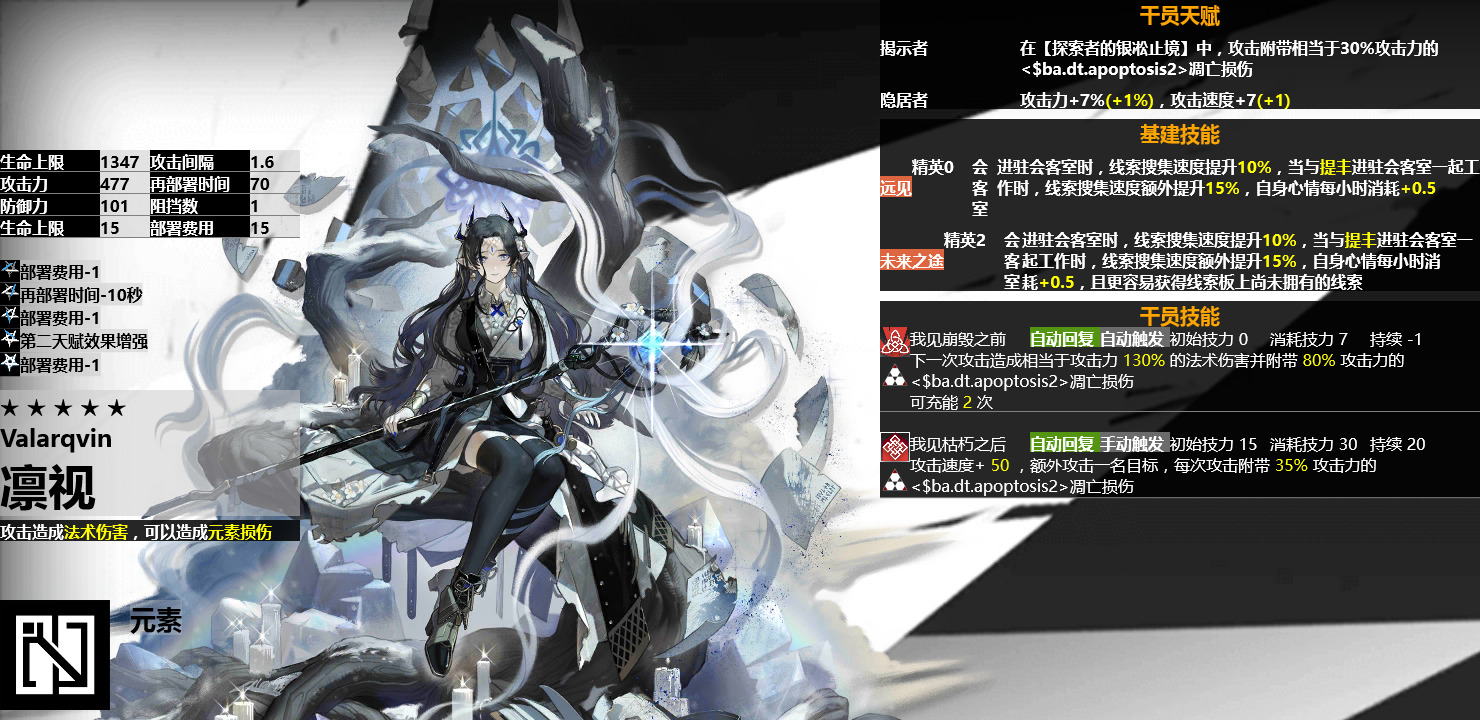 生命上限 1347 攻击间隔 1.6
攻击力 477 再部署时间 70
防御力 101 阻挡数 1
生命上限 15 部署费用 15
部署费用-1
再部署时间-10秒
部署费用-1
第二天赋效果增强
部署费用-1
★ ★ ★ ★ ★
Valarqvin
凛视
攻击造成法术伤害，可以造成元素损伤
元素
干员天赋
揭示者 在【探索者的银凇止境】中，攻击附带相当于30%攻击力的
<$ba.dt.apoptosis2>凋亡损伤
隐居者 攻击力+7%(+1%)，攻击速度+7(+1)
基建技能
远见 精英0 会客室 进驻会客室时，线索搜集速度提升10%，当与提丰进驻会客室一起工
作时，线索搜集速度额外提升15%，自身心情每小时消耗+0.5
未来之途 精英2 会客室 进驻会客室时，线索搜集速度提升10%，当与提丰进驻会客室一
起工作时，线索搜集速度额外提升15%，自身心情每小时消
耗+0.5，且更容易获得线索板上尚未拥有的线索
干员技能
我见崩毁之前 自动回复 自动触发 初始技力 0 消耗技力 7 持续 -1
下一次攻击造成相当于攻击力 130% 的法术伤害并附带 80% 攻击力的
<$ba.dt.apoptosis2>凋亡损伤
可充能 2 次
我见枯朽之后 自动回复 手动触发 初始技力 15 消耗技力 30 持续 20
攻击速度+ 50 ，额外攻击一名目标，每次攻击附带 35% 攻击力的
<$ba.dt.apoptosis2>凋亡损伤